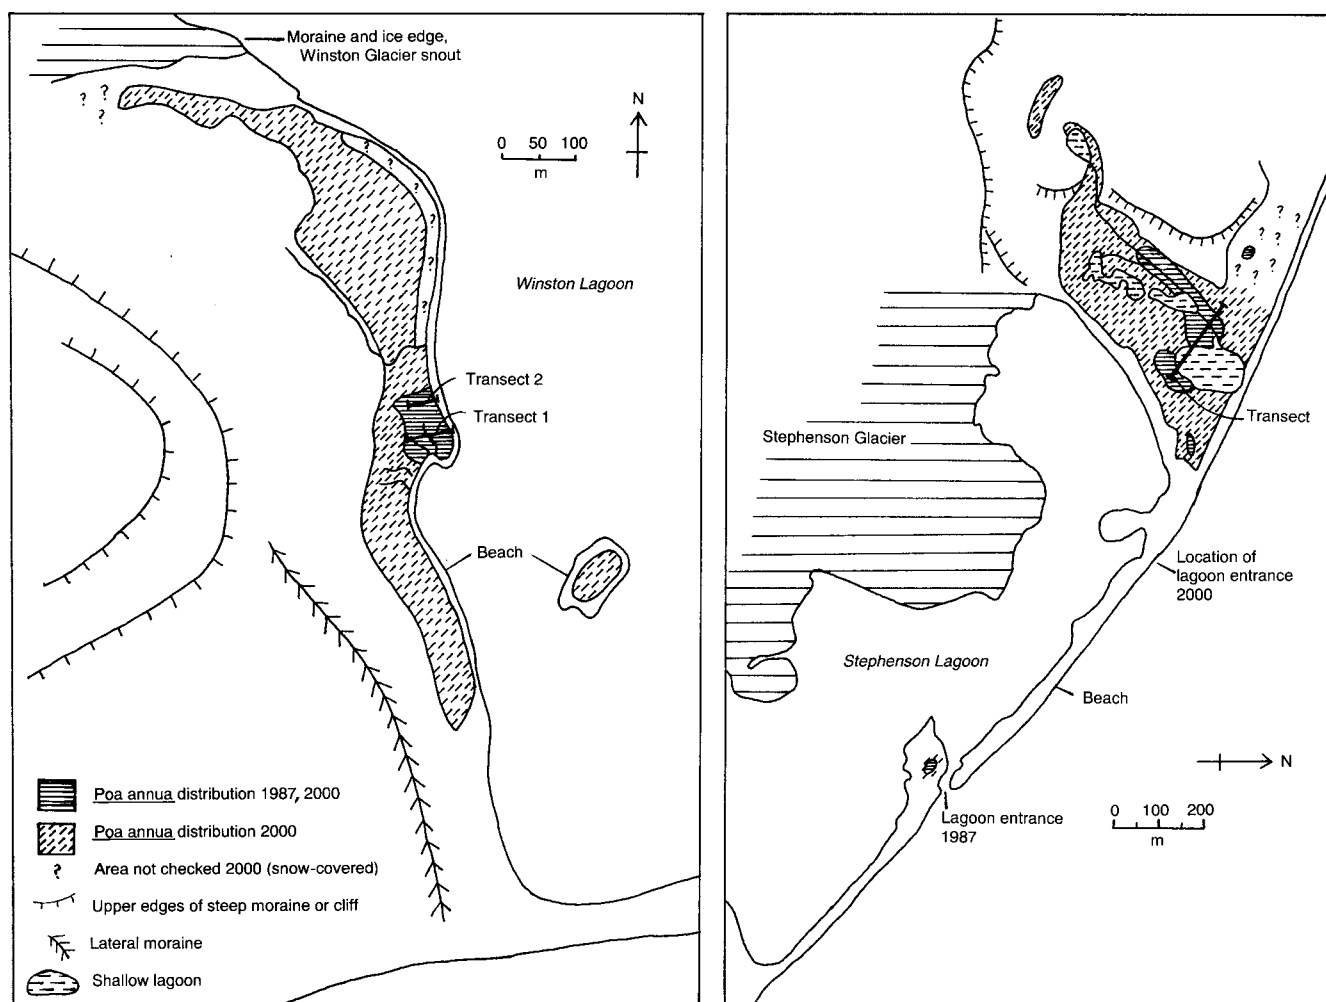 Moraine and ice edge,
Winston Glacier snout
? ? ?
N
0 50 100
m
? ? ? ? ? ?
Winston Lagoon
Transect 2
Transect 1
Beach
Poa annua distribution 1987, 2000
Poa annua distribution 2000
? Area not checked 2000 (snow-covered)
Upper edges of steep moraine or cliff
Lateral moraine
Shallow lagoon
? ? ? ? ? ? ? ?
Transect
Stephenson Glacier
Location of
lagoon entrance
2000
Stephenson Lagoon
Beach
N
Lagoon entrance
1987
0 100 200
m